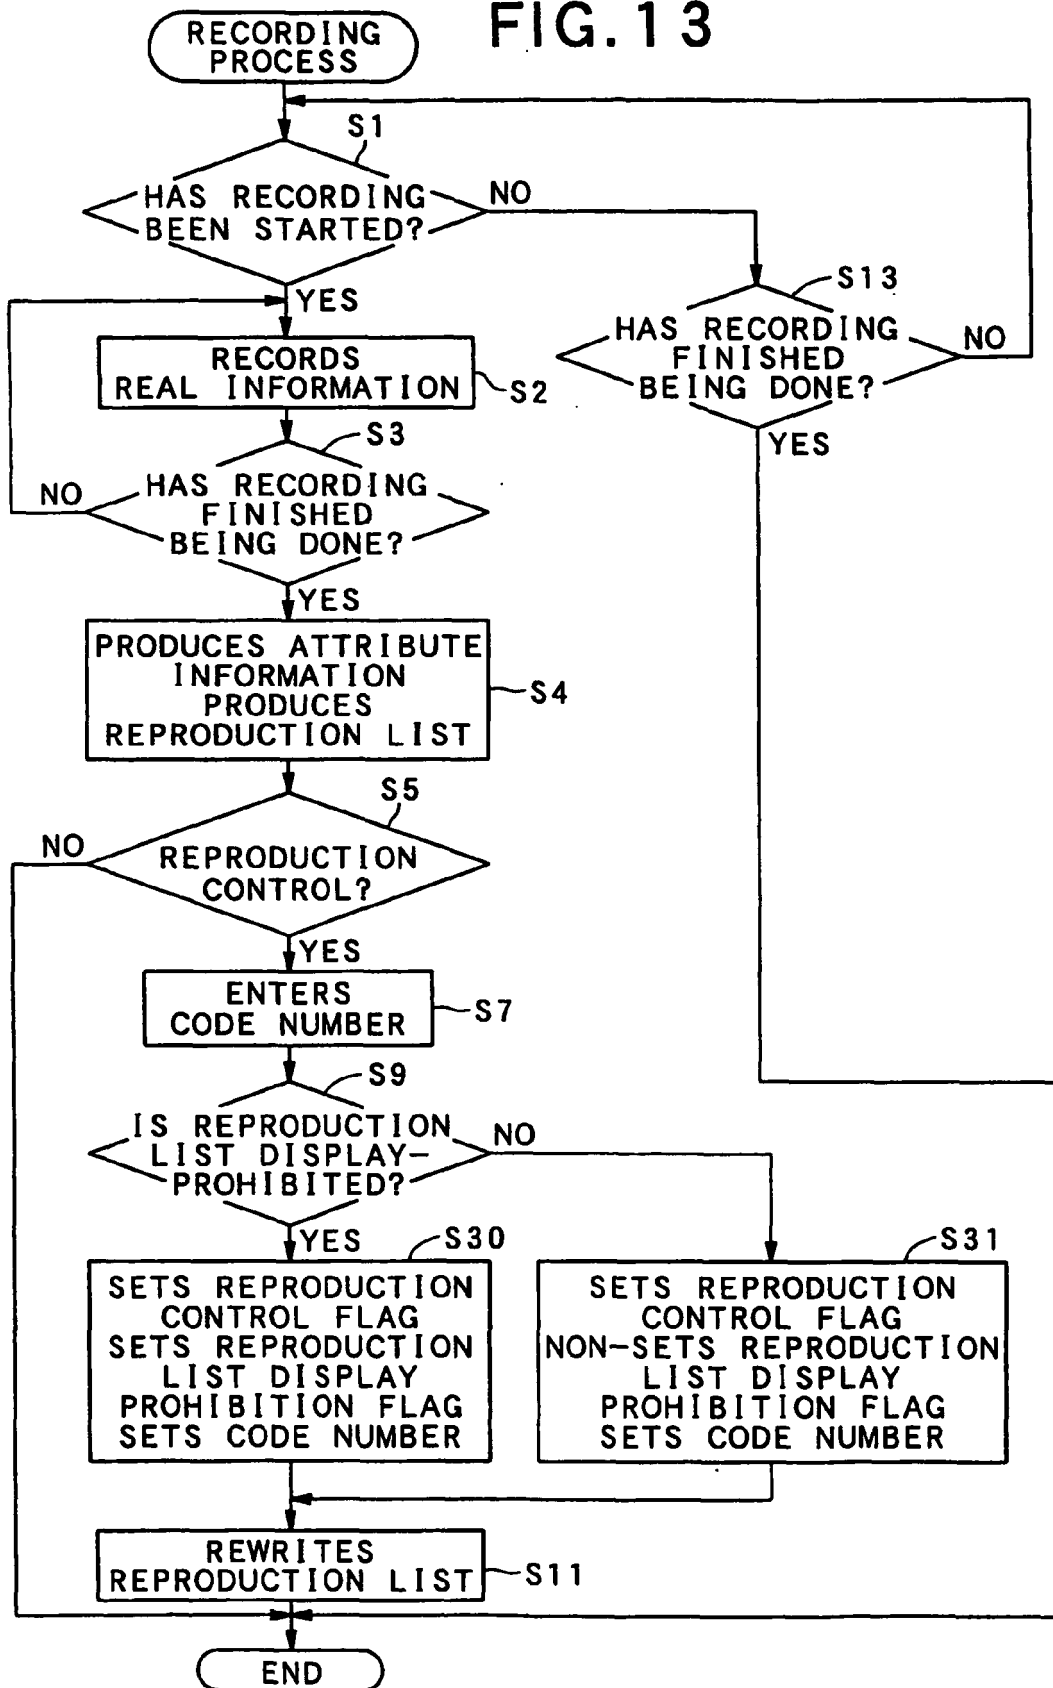 FIG.13
RECORDING
PROCESS
S1
HAS RECORDING
BEEN STARTED?
NO
YES
S13
HAS RECORDING
FINISHED
BEING DONE?
NO
YES
RECORDS
REAL INFORMATION
S2
S3
HAS RECORDING
FINISHED
BEING DONE?
NO
YES
PRODUCES ATTRIBUTE
INFORMATION
PRODUCES
REPRODUCTION LIST
S4
S5
REPRODUCTION
CONTROL?
NO
YES
ENTERS
CODE NUMBER
S7
S9
IS REPRODUCTION
LIST DISPLAY-
PROHIBITED?
NO
YES
S30
SETS REPRODUCTION
CONTROL FLAG
SETS REPRODUCTION
LIST DISPLAY
PROHIBITION FLAG
SETS CODE NUMBER
S31
SETS REPRODUCTION
CONTROL FLAG
NON-SETS REPRODUCTION
LIST DISPLAY
PROHIBITION FLAG
SETS CODE NUMBER
REWRITES
REPRODUCTION LIST
S11
END